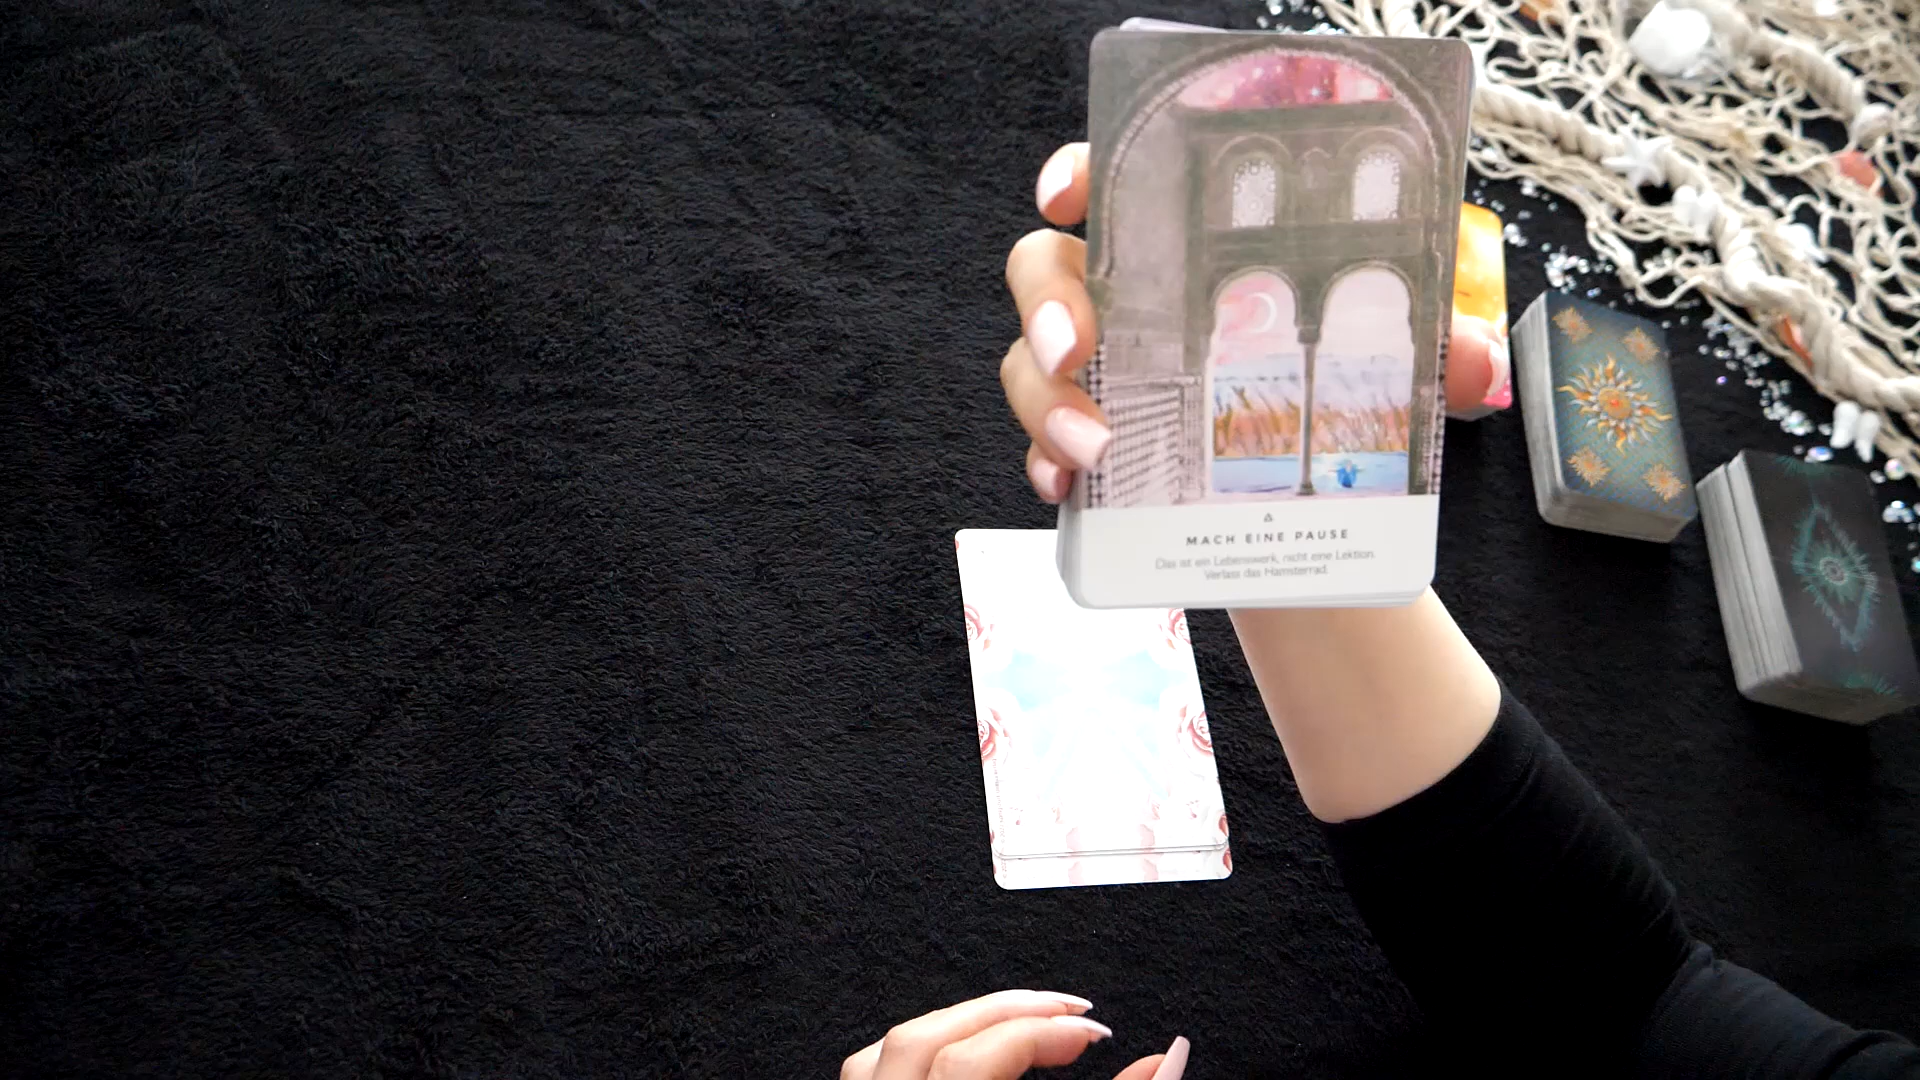 MACH EINE PAUSE
Das ist ein Lebenswerk, nicht eine Lektion.
Verlass das Hamsterrad.